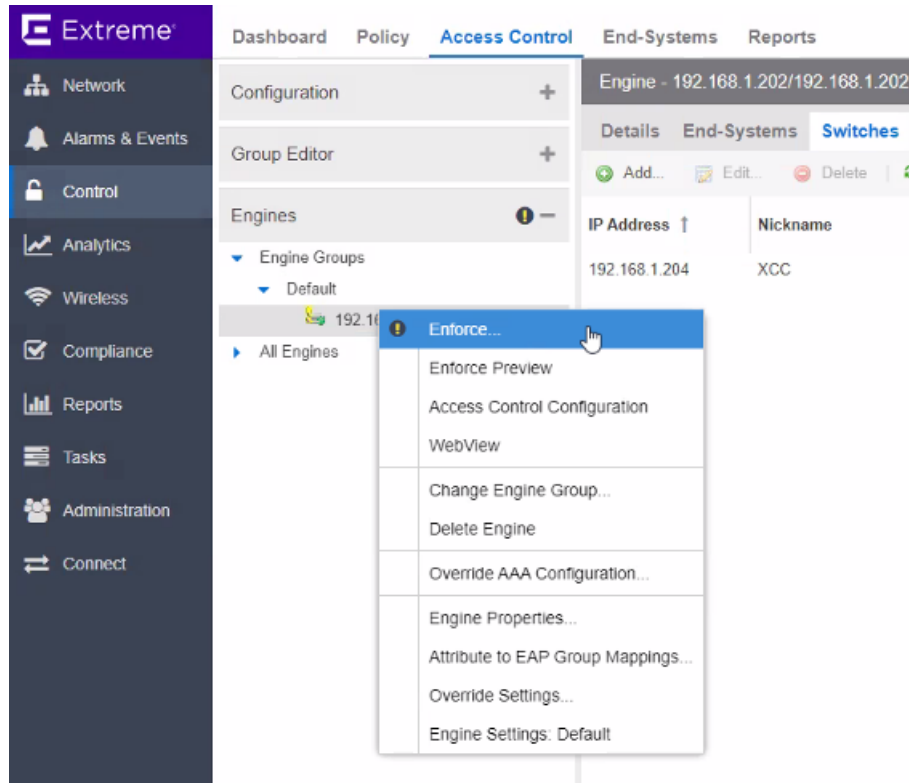 Extreme
Dashboard Policy Access Control End-Systems Reports
Network
Alarms & Events
Control
Analytics
Wireless
Compliance
Reports
Tasks
Administration
Connect
Configuration
Group Editor
Engines
Engine Groups
Default
192.16
All Engines
Enforce...
Enforce Preview
Access Control Configuration
WebView
Change Engine Group...
Delete Engine
Override AAA Configuration...
Engine Properties...
Attribute to EAP Group Mappings...
Override Settings...
Engine Settings: Default
Engine - 192.168.1.202/192.168.1.202
Details End-Systems Switches
Add... Edit... Delete
IP Address Nickname
192.168.1.204 XCC